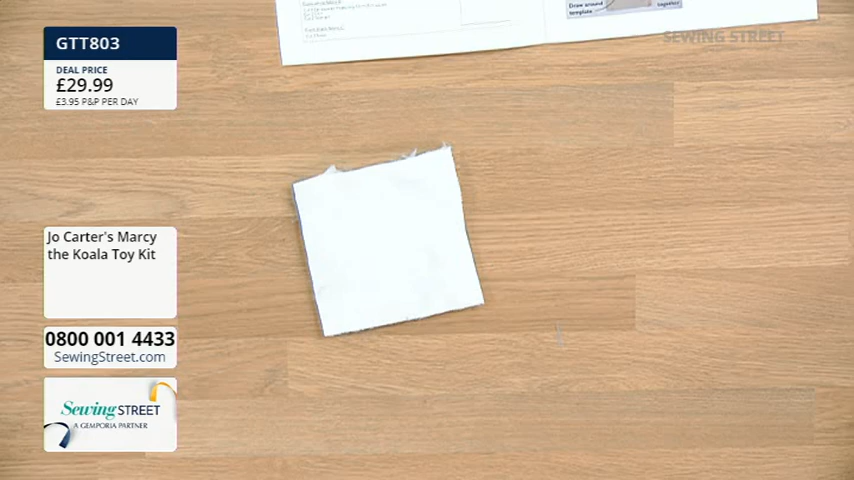 GTT803
DEAL PRICE
£29.99
£3.95 P&P PER DAY
Jo Carter's Marcy
the Koala Toy Kit
0800 001 4433
SewingStreet.com
Sewing STREET
A GEMPORIA PARTNER
Draw around
template
together
SEWING STREET